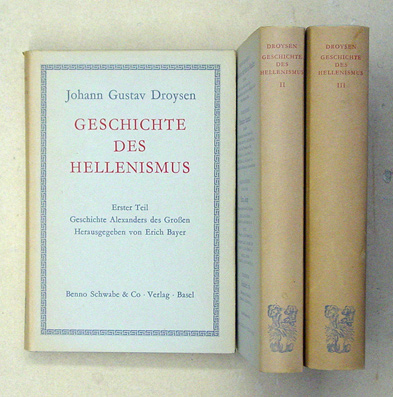 Johann Gustav Droysen
GESCHICHTE
DES
HELLENISMUS
Erster Teil
Geschichte Alexanders des Großen
Herausgegeben von Erich Bayer
Benno Schwabe & Co · Verlag · Basel
DROYSEN
GESCHICHTE
DES
HELLENISMUS
II
DROYSEN
GESCHICHTE
DES
HELLENISMUS
III